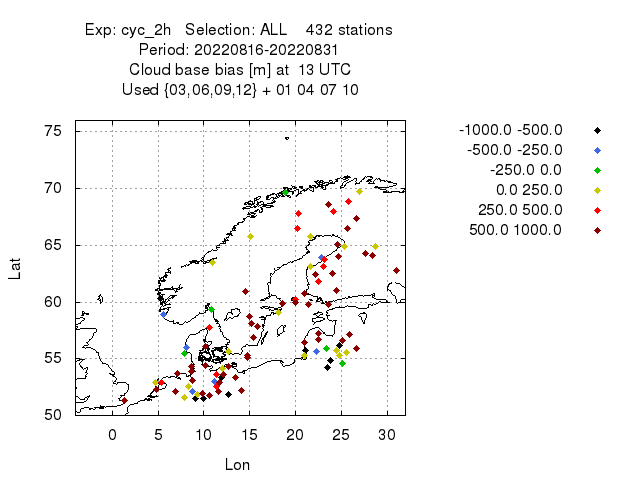 Exp: cyc_2h   Selection: ALL    432 stations
Period: 20220816-20220831
Cloud base bias [m] at  13 UTC
Used {03,06,09,12} + 01 04 07 10
-1000.0 -500.0
-500.0 -250.0
-250.0 0.0
0.0 250.0
250.0 500.0
500.0 1000.0
75
70
65
60
55
50
Lat
0 5 10 15 20 25 30
Lon